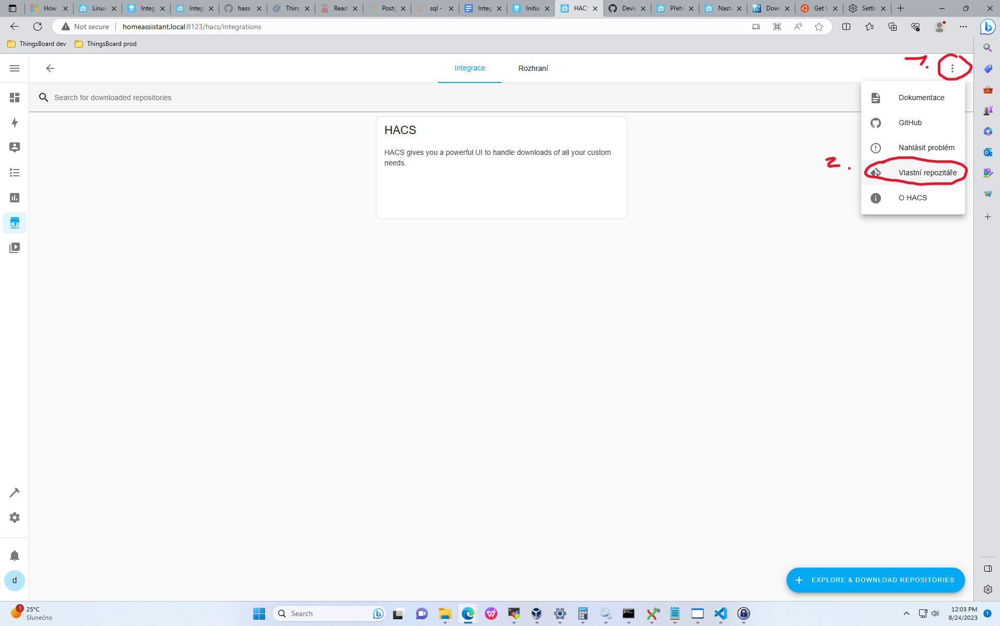 How
Linux
Integ
Integ
hass-
Thing
Read
Postg
sql -
Integ
Initia
HACS
Devic
Přehl
Nasta
Down
Get U
Settin
Not secure
homeassistant.local:8123/hacs/integrations
ThingsBoard dev
ThingsBoard prod
Integrace
Rozhraní
1.
Search for downloaded repositories
Dokumentace
GitHub
Nahlásit problém
2.
Vlastní repozitáře
O HACS
HACS
HACS gives you a powerful UI to handle downloads of all your custom
needs.
HACS
d
EXPLORE & DOWNLOAD REPOSITORIES
1
25°C
Slunečno
Search
12:03 PM
8/24/2023
1